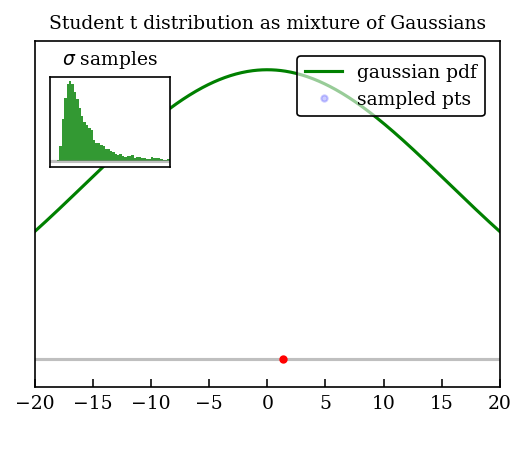 Student t distribution as mixture of Gaussians
σ samples
gaussian pdf
sampled pts
−20 −15 −10 −5 0 5 10 15 20